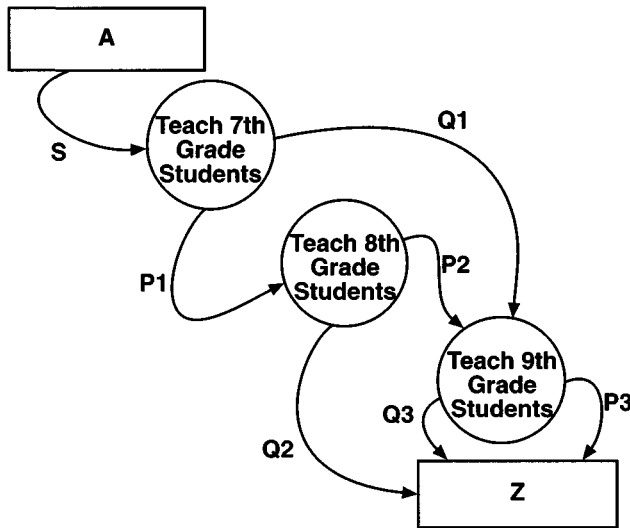 A
S
Teach 7th
Grade
Students
Q1
P1
Teach 8th
Grade
Students
P2
Q2
Teach 9th
Grade
Students
Q3
P3
Z